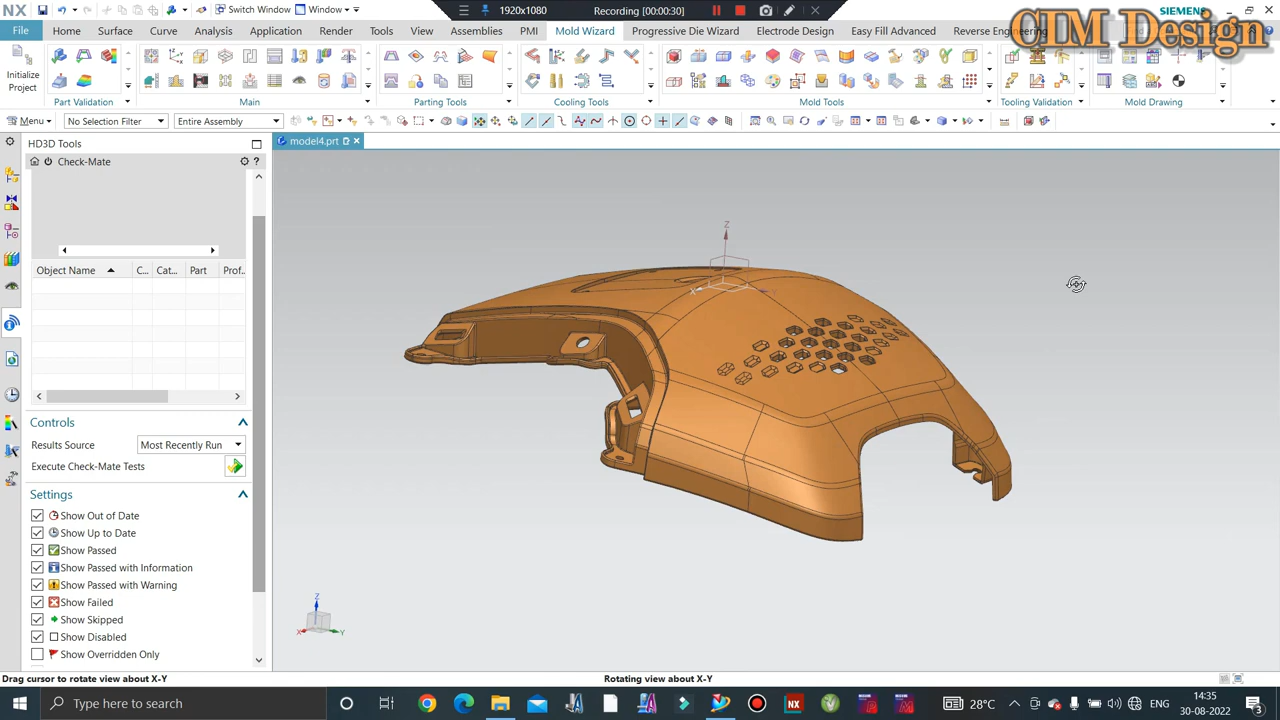 NX
Switch Window
Window
1920x1080
Recording [00:00:30]
SIEMENS
CIM Design
File
Home
Surface
Curve
Analysis
Application
Render
Tools
View
Assemblies
PMI
Mold Wizard
Progressive Die Wizard
Electrode Design
Easy Fill Advanced
Reverse Engineering
Initialize
Project
Part Validation
Main
Parting Tools
Cooling Tools
Mold Tools
Tooling Validation
Mold Drawing
Menu
No Selection Filter
Entire Assembly
HD3D Tools
model4.prt
Check-Mate
?
Object Name
C...
Cat...
Part
Prof...
Controls
Results Source
Most Recently Run
Execute Check-Mate Tests
Settings
Show Out of Date
Show Up to Date
Show Passed
Show Passed with Information
Show Passed with Warning
Show Failed
Show Skipped
Show Disabled
Show Overridden Only
Z
X
Y
Z
X
Y
Drag cursor to rotate view about X-Y
Rotating view about X-Y
Type here to search
28°C
ENG
14:35
30-08-2022
3